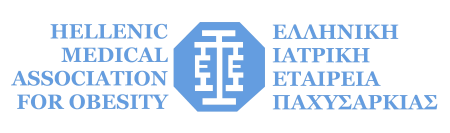 HELLENIC
MEDICAL
ASSOCIATION
FOR OBESITY
ΕΛΛΗΝΙΚΗ
ΙΑΤΡΙΚΗ
ΕΤΑΙΡΕΙΑ
ΠΑΧΥΣΑΡΚΙΑΣ